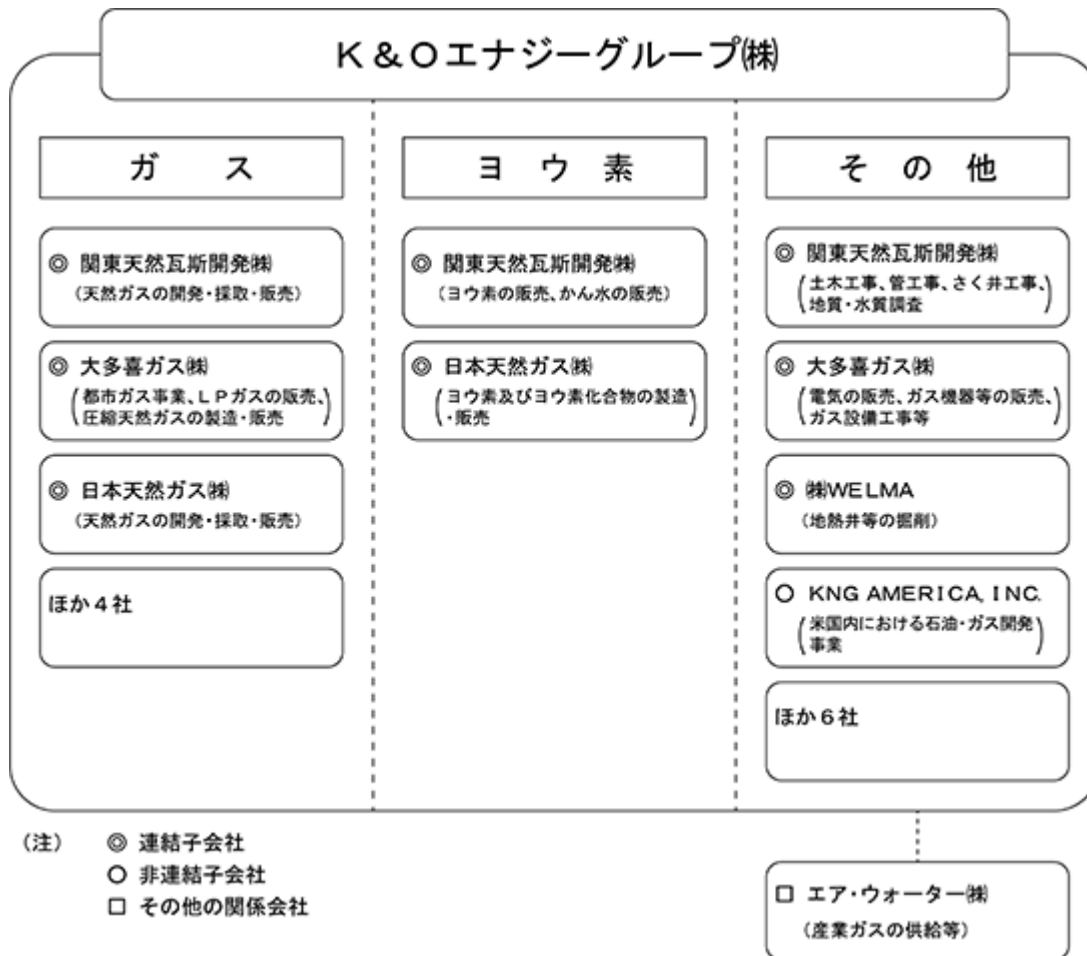 K&Oエナジーグループ㈱
ガス
◎ 関東天然瓦斯開発㈱
(天然ガスの開発・採取・販売)
◎ 大多喜ガス㈱
(都市ガス事業、LPガスの販売、
圧縮天然ガスの製造・販売)
◎ 日本天然ガス㈱
(天然ガスの開発・採取・販売)
ほか4社
ヨウ素
◎ 関東天然瓦斯開発㈱
(ヨウ素の販売、かん水の販売)
◎ 日本天然ガス㈱
(ヨウ素及びヨウ素化合物の製造
・販売)
その他
◎ 関東天然瓦斯開発㈱
(土木工事、管工事、さく井工事、
地質・水質調査)
◎ 大多喜ガス㈱
(電気の販売、ガス機器等の販売、
ガス設備工事等)
◎ ㈱WELMA
(地熱井等の掘削)
○ KNG AMERICA, INC.
(米国内における石油・ガス開発
事業)
ほか6社
(注) ◎ 連結子会社
○ 非連結子会社
□ その他の関係会社
□ エア・ウォーター㈱
(産業ガスの供給等)